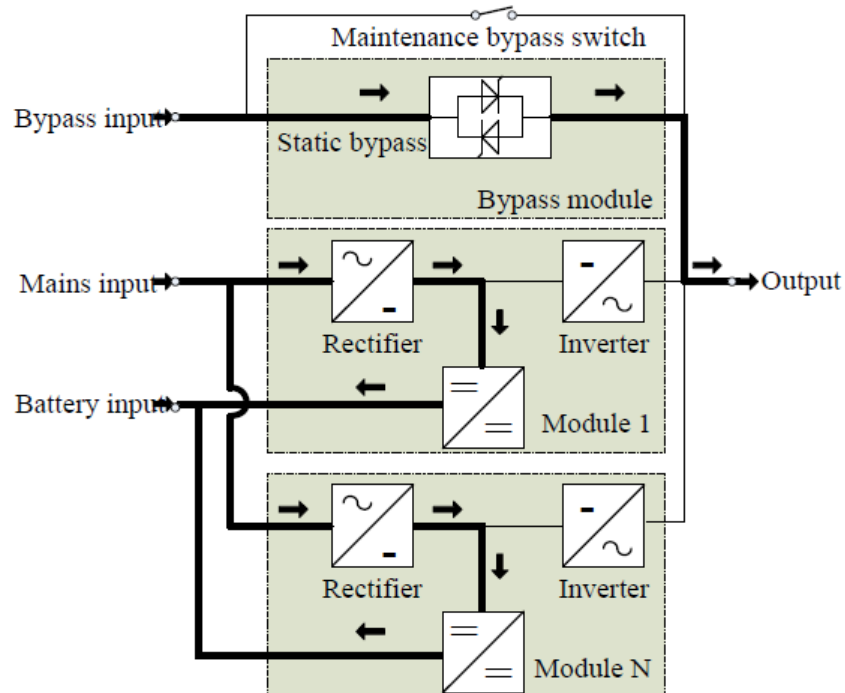 Maintenance bypass switch
Bypass input
Static bypass
Bypass module
Mains input
Output
Rectifier
Inverter
Battery input
Module 1
Rectifier
Inverter
Module N